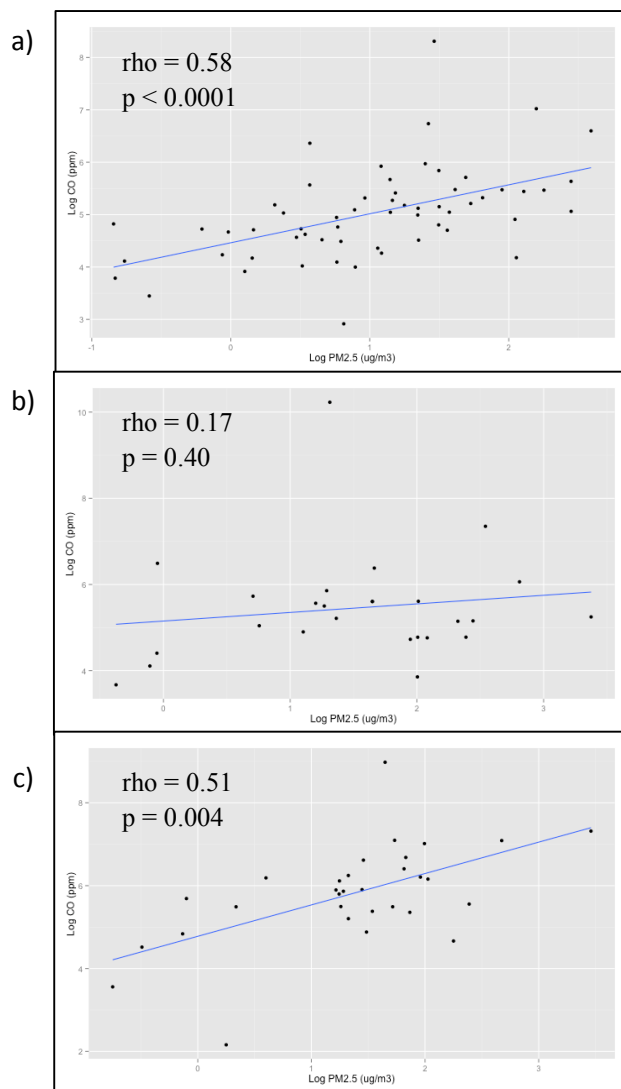 a)
rho = 0.58
p < 0.0001
8
7
6
5
4
3
Log CO (ppm)
-1
0
1
2
Log PM2.5 (ug/m3)
b)
rho = 0.17
p = 0.40
10
8
6
4
Log CO (ppm)
0
1
2
3
Log PM2.5 (ug/m3)
c)
rho = 0.51
p = 0.004
8
6
4
2
Log CO (ppm)
0
1
2
3
Log PM2.5 (ug/m3)